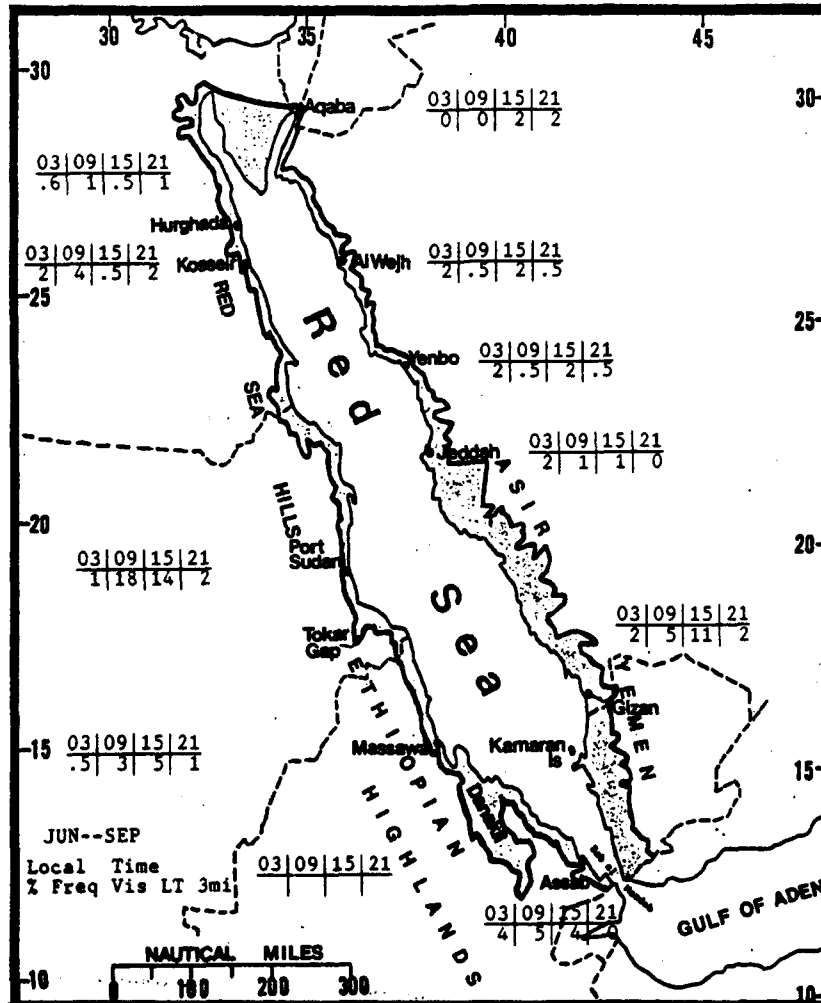 30 35 40 45
30
30
Aqaba
03 09 15 21
0 0 2 2
03 09 15 21
.6 1 .5 1
Hurghada
03 09 15 21
2 4 .5 2
Kosseir
Al Wejh
03 09 15 21
2 .5 2 .5
25
25
RED
SEA
HILLS
Red
Sea
Yenbo
03 09 15 21
2 .5 2 .5
Jeddah
03 09 15 21
2 1 1 0
ASIR
20
20
Port
Sudan
03 09 15 21
1 18 14 2
Tokar
Gap
03 09 15 21
2 5 11 2
YEMEN
Gizan
ETHIOPIAN
HIGHLANDS
15
15
03 09 15 21
.5 3 5 1
Massawa
Kamaran
Is
Danakil
JUN--SEP
Local Time
% Freq Vis LT 3mi
03 09 15 21
Assab
03 09 15 21
4 5 4
GULF OF ADEN
NAUTICAL MILES
0 100 200 300
10
10